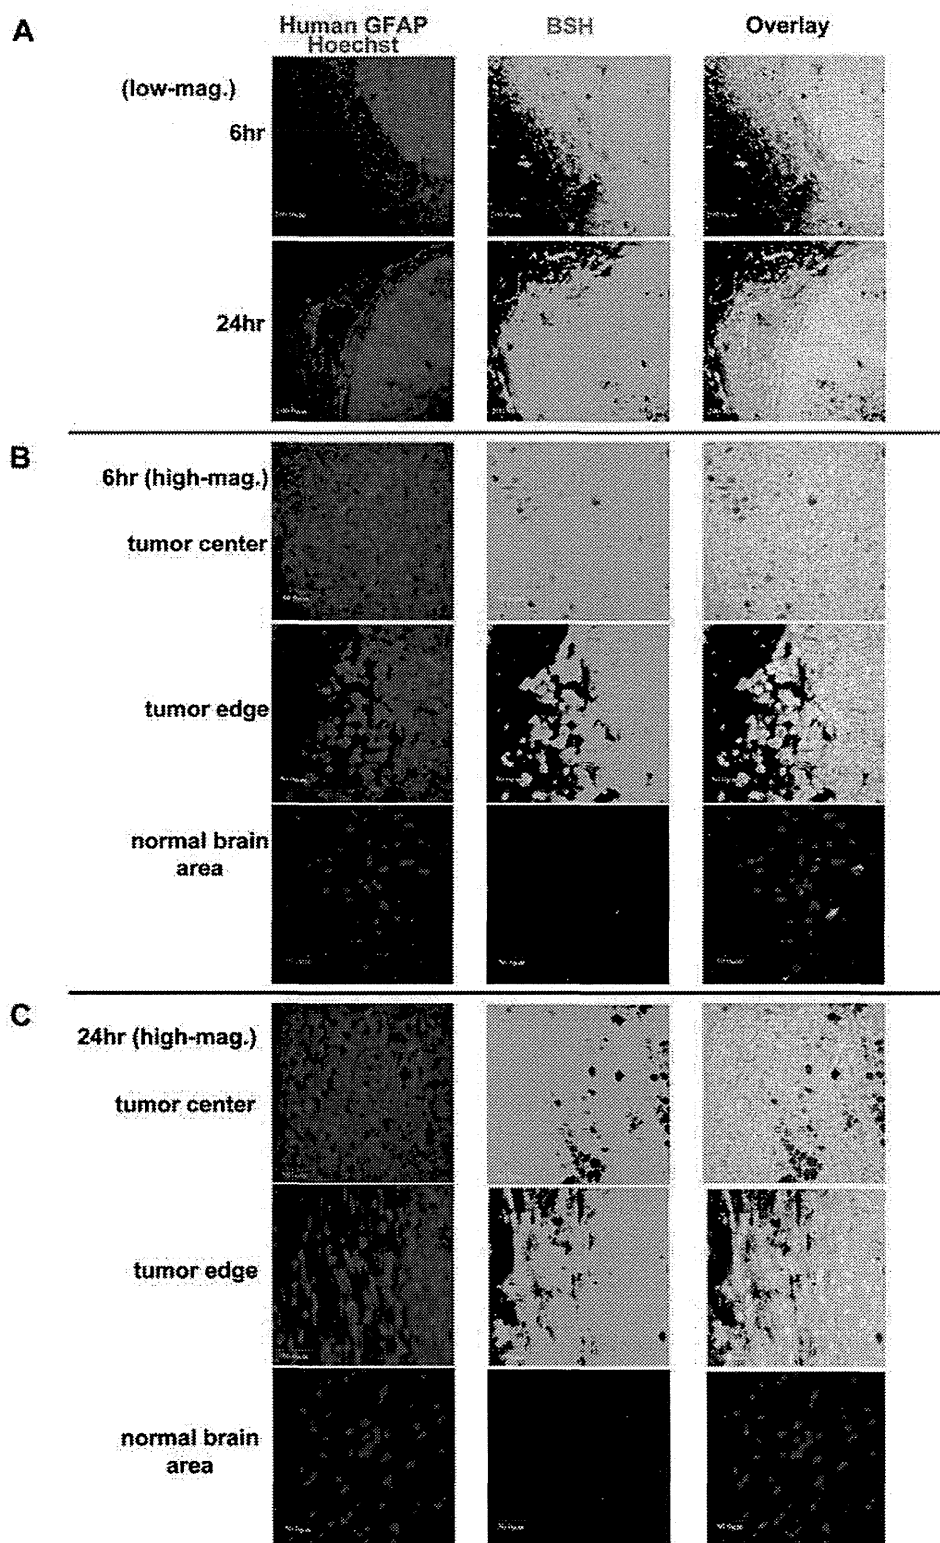 A
Human GFAP
Hoechst
BSH
Overlay
(low-mag.)
6hr
24hr
B
6hr (high-mag.)
tumor center
tumor edge
normal brain
area
C
24hr (high-mag.)
tumor center
tumor edge
normal brain
area